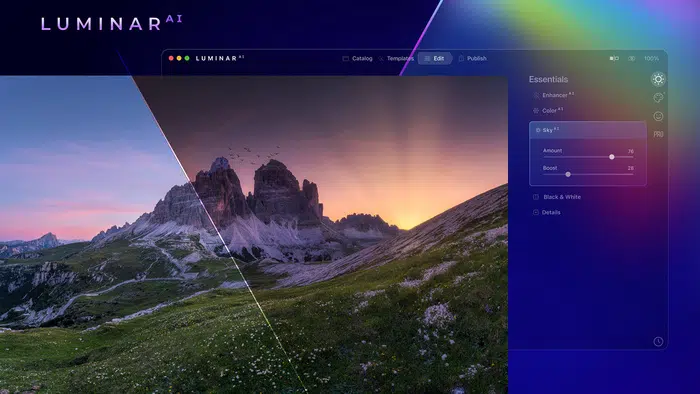 LUMINAR AI
LUMINAR AI
Catalog Templates Edit Publish
100%
Essentials
Enhancer AI
Color AI
Sky AI
Amount 76
Boost 28
Black & White
Details